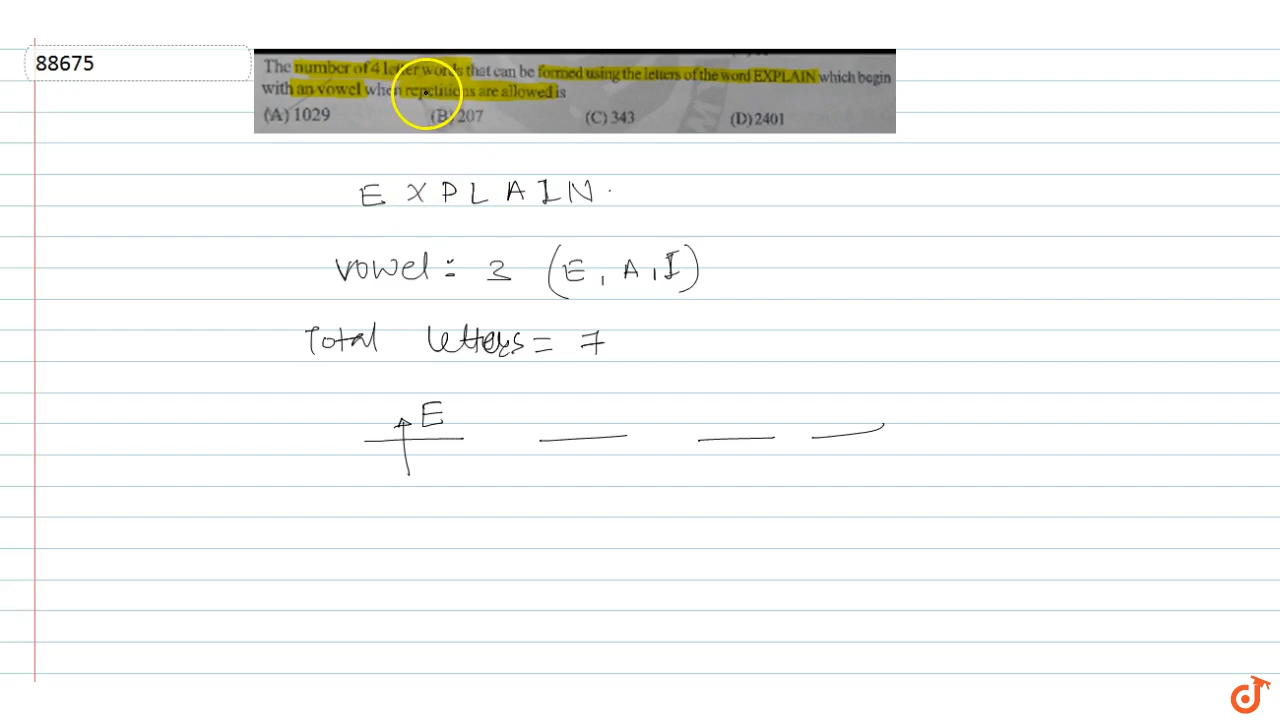 88675
The number of 4 letter words that can be formed using the letters of the word EXPLAIN which begin
with an vowel when repetitions are allowed is
(A) 1029 (B) 207 (C) 343 (D) 2401
E X P L A I N .
vowel : 3 (E, A, I)
Total letters = 7
E